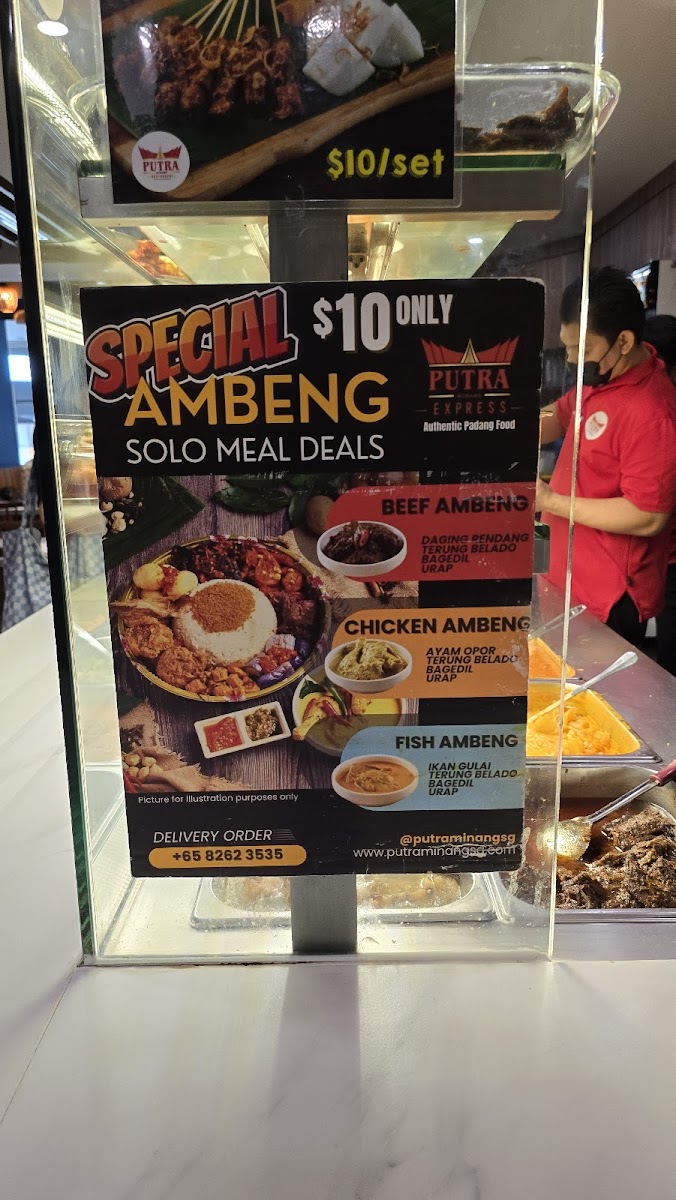 PUTRA
$10/set
SPECIAL
$10 ONLY
AMBENG
SOLO MEAL DEALS
PUTRA
MINANG
EXPRESS
Authentic Padang Food
BEEF AMBENG
DAGING RENDANG
TERUNG BELADO
BAGEDIL
URAP
CHICKEN AMBENG
AYAM OPOR
TERUNG BELADO
BAGEDIL
URAP
FISH AMBENG
IKAN GULAI
TERUNG BELADO
BAGEDIL
URAP
Picture for illustration purposes only
DELIVERY ORDER
+65 8262 3535
@putraminangsg
www.putraminangsg.com